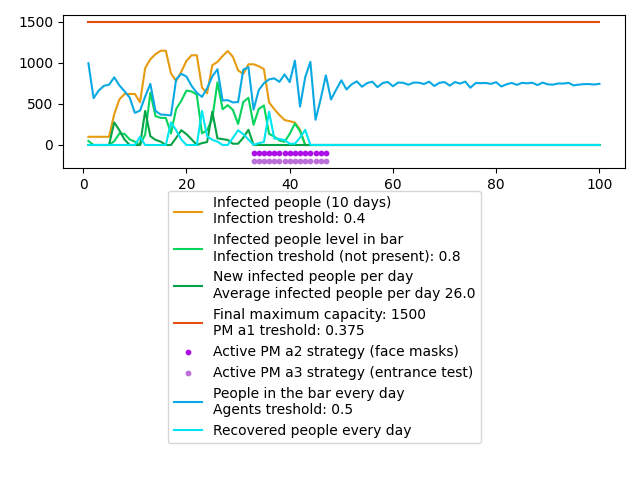 1500
1000
500
0
0 20 40 60 80 100
Infected people (10 days)
Infection treshold: 0.4
Infected people level in bar
Infection treshold (not present): 0.8
New infected people per day
Average infected people per day 26.0
Final maximum capacity: 1500
PM a1 treshold: 0.375
Active PM a2 strategy (face masks)
Active PM a3 strategy (entrance test)
People in the bar every day
Agents treshold: 0.5
Recovered people every day